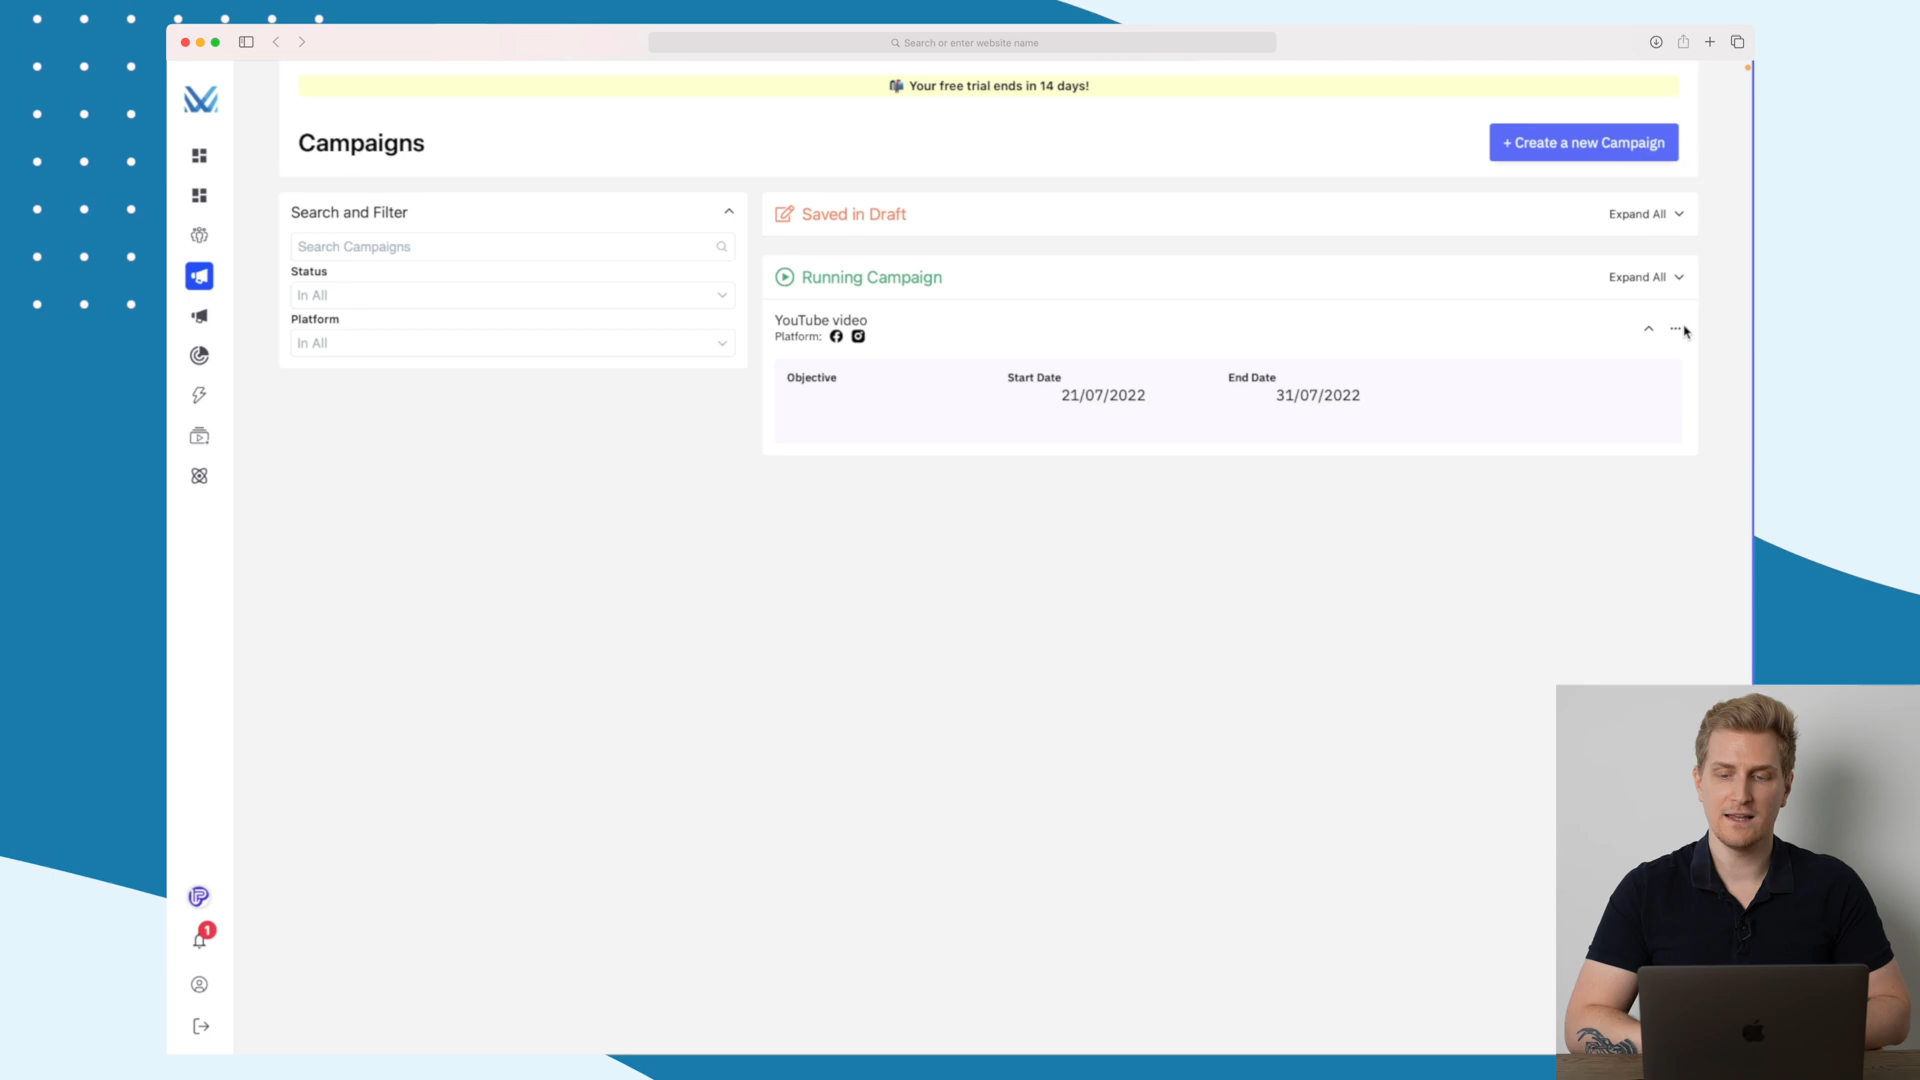 Search or enter website name
Your free trial ends in 14 days!
Campaigns
+ Create a new Campaign
Search and Filter
Search Campaigns
Status
In All
Platform
In All
Saved in Draft
Expand All
Running Campaign
Expand All
YouTube video
Platform:
Objective
Start Date
End Date
21/07/2022
31/07/2022
1